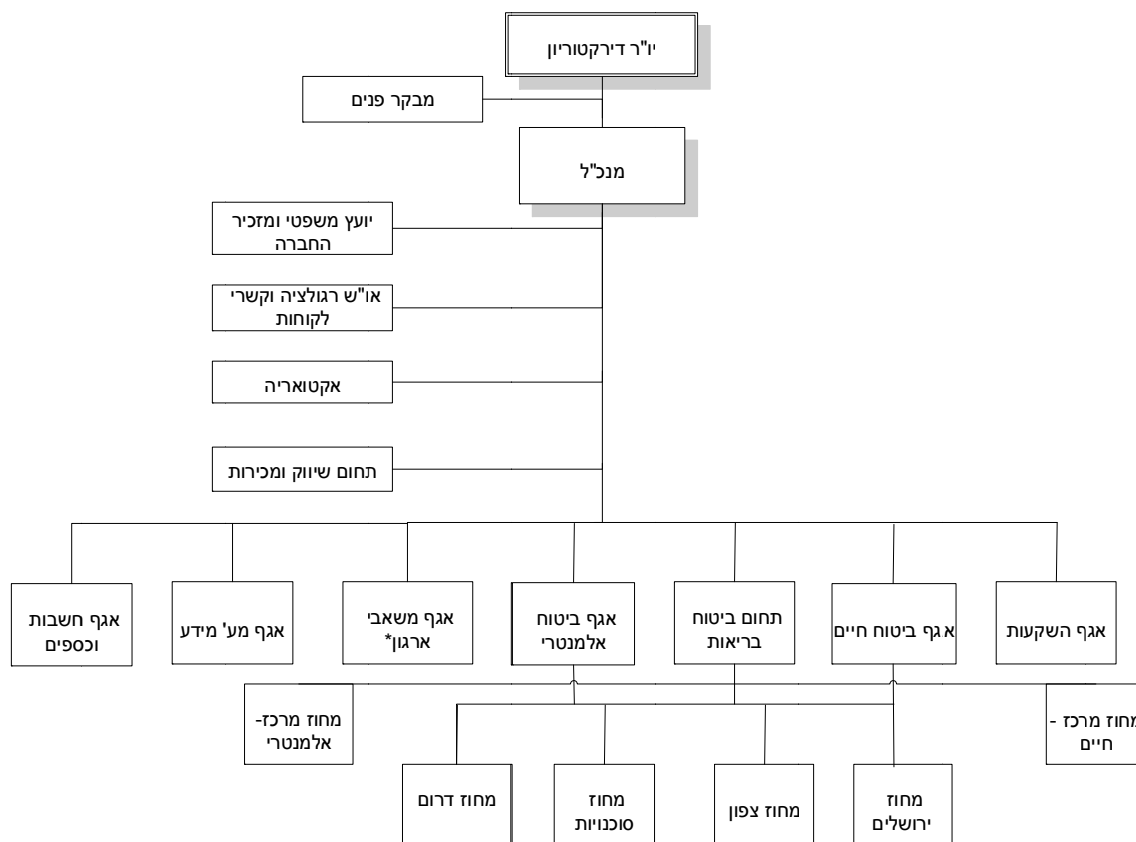 יו"ר דירקטוריון
מבקר פנים
מנכ"ל
יועץ משפטי ומזכיר
החברה
או"ש רגולציה וקשרי
לקוחות
אקטואריה
תחום שיווק ומכירות
אגף השקעות
אגף ביטוח חיים
תחום ביטוח
בריאות
אגף ביטוח
אלמנטרי
אגף משאבי
ארגון*
אגף מע' מידע
אגף חשבות
וכספים
מחוז מרכז -
חיים
מחוז מרכז-
אלמנטרי
מחוז
ירושלים
מחוז צפון
מחוז
סוכנויות
מחוז דרום